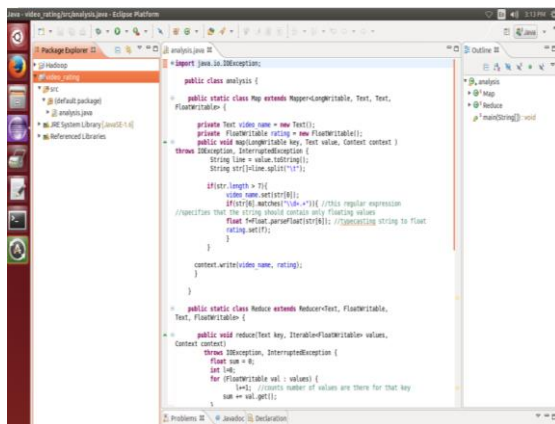 Java - video_rating/src/analysis.java - Eclipse Platform
3:13 PM
Java
Package Explorer
Hadoop
video_rating
src
(default package)
analysis.java
JRE System Library [JavaSE-1.6]
Referenced Libraries
analysis.java
import java.io.IOException;
public class analysis {
public static class Map extends Mapper<LongWritable, Text, Text,
FloatWritable> {
private Text video_name = new Text();
private FloatWritable rating = new FloatWritable();
public void map(LongWritable key, Text value, Context context )
throws IOException, InterruptedException {
String line = value.toString();
String str[]=line.split("\t");
if(str.length > 7){
video_name.set(str[0]);
if(str[6].matches("\\d+.+")){ //this regular expression
//specifies that the string should contain only floating values
float f=Float.parseFloat(str[6]); //typecasting string to float
rating.set(f);
}
}
context.write(video_name, rating);
}
}
public static class Reduce extends Reducer<Text, FloatWritable,
Text, FloatWritable> {
public void reduce(Text key, Iterable<FloatWritable> values,
Context context)
throws IOException, InterruptedException {
float sum = 0;
int l=0;
for (FloatWritable val : values) {
l+=1; //counts number of values are there for that key
sum += val.get();
}
Outline
analysis
Map
Reduce
main(String[]) : void
Problems
Javadoc
Declaration